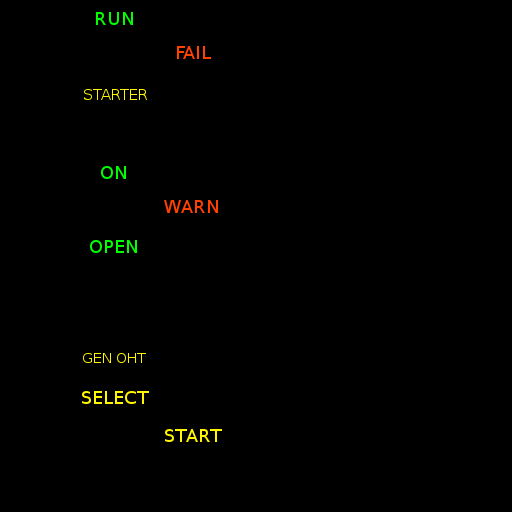 RUN
FAIL
STARTER
ON
WARN
OPEN
GEN OHT
SELECT
START